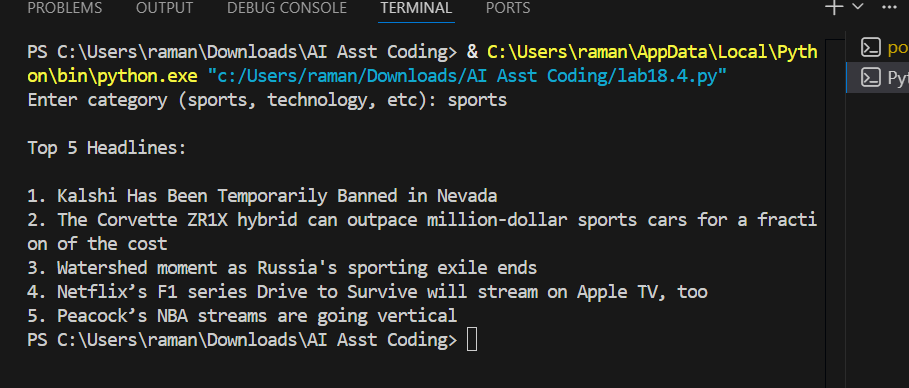 PROBLEMS OUTPUT DEBUG CONSOLE TERMINAL PORTS
PS C:\Users\raman\Downloads\AI Asst Coding> & C:\Users\raman\AppData\Local\Pyth
on\bin\python.exe "c:/Users/raman/Downloads/AI Asst Coding/lab18.4.py"
Enter category (sports, technology, etc): sports
Top 5 Headlines:
1. Kalshi Has Been Temporarily Banned in Nevada
2. The Corvette ZR1X hybrid can outpace million-dollar sports cars for a fracti
on of the cost
3. Watershed moment as Russia's sporting exile ends
4. Netflix’s F1 series Drive to Survive will stream on Apple TV, too
5. Peacock’s NBA streams are going vertical
PS C:\Users\raman\Downloads\AI Asst Coding>
po
Pyt